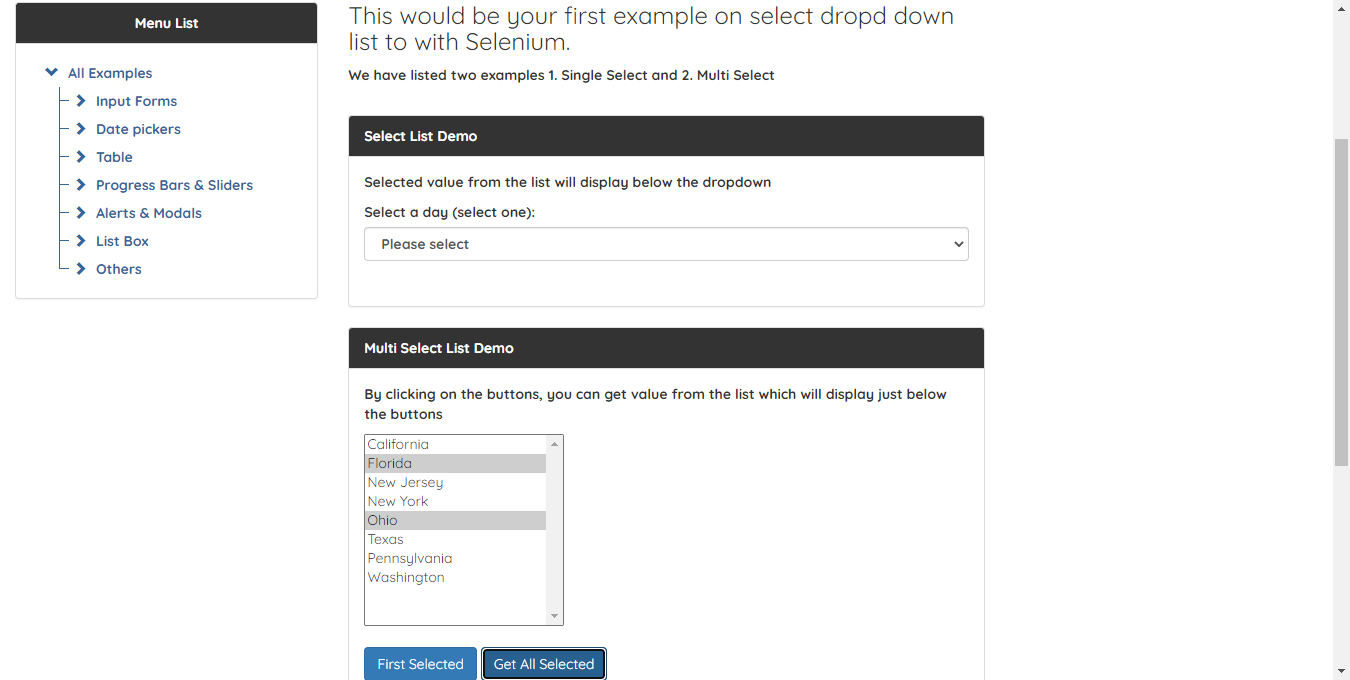 Menu List
All Examples
Input Forms
Date pickers
Table
Progress Bars & Sliders
Alerts & Modals
List Box
Others
This would be your first example on select dropd down
list to with Selenium.
We have listed two examples 1. Single Select and 2. Multi Select
Select List Demo
Selected value from the list will display below the dropdown
Select a day (select one):
Please select
Multi Select List Demo
By clicking on the buttons, you can get value from the list which will display just below
the buttons
California
Florida
New Jersey
New York
Ohio
Texas
Pennsylvania
Washington
First Selected
Get All Selected